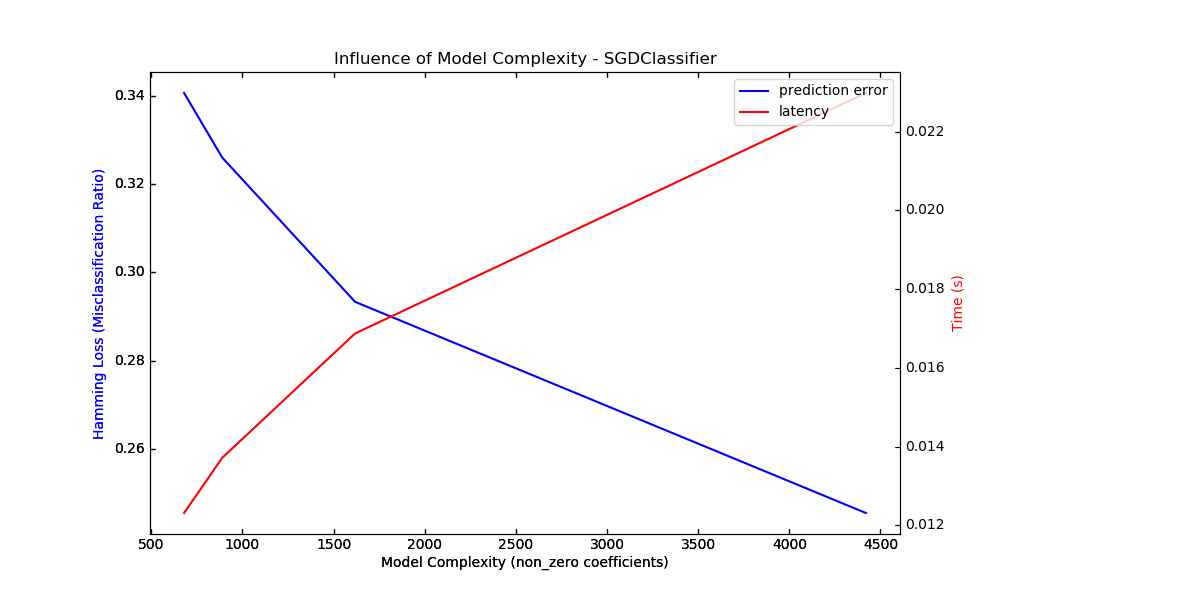 Influence of Model Complexity - SGDClassifier
prediction error
latency
0.34
0.32
0.30
0.28
0.26
Hamming Loss (Misclassification Ratio)
0.022
0.020
0.018
0.016
0.014
0.012
Time (s)
500 1000 1500 2000 2500 3000 3500 4000 4500
Model Complexity (non_zero coefficients)